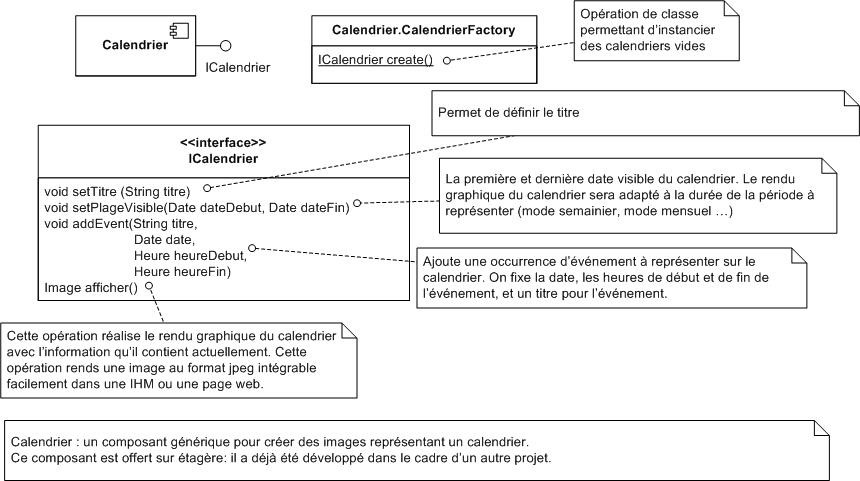 Calendrier
ICalendrier
Calendrier.CalendrierFactory
ICalendrier create()
Opération de classe
permettant d'instancier
des calendriers vides
Permet de définir le titre
<<interface>>
ICalendrier
void setTitre (String titre)
void setPlageVisible(Date dateDebut, Date dateFin)
void addEvent(String titre,
Date date,
Heure heureDebut,
Heure heureFin)
Image afficher()
La première et dernière date visible du calendrier. Le rendu
graphique du calendrier sera adapté à la durée de la période à
représenter (mode semainier, mode mensuel …)
Ajoute une occurrence d'événement à représenter sur le
calendrier. On fixe la date, les heures de début et de fin de
l'événement, et un titre pour l'événement.
Cette opération réalise le rendu graphique du calendrier
avec l'information qu'il contient actuellement. Cette
opération rends une image au format jpeg intégrable
facilement dans une IHM ou une page web.
Calendrier : un composant générique pour créer des images représentant un calendrier.
Ce composant est offert sur étagère: il a déjà été développé dans le cadre d'un autre projet.